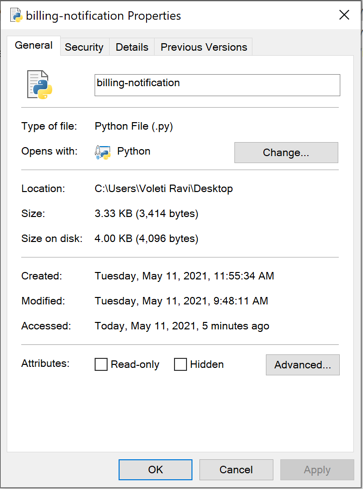 billing-notification Properties
General Security Details Previous Versions
billing-notification
Type of file: Python File (.py)
Opens with: Python Change...
Location: C:\Users\Voleti Ravi\Desktop
Size: 3.33 KB (3,414 bytes)
Size on disk: 4.00 KB (4,096 bytes)
Created: Tuesday, May 11, 2021, 11:55:34 AM
Modified: Tuesday, May 11, 2021, 9:48:11 AM
Accessed: Today, May 11, 2021, 5 minutes ago
Attributes: Read-only Hidden Advanced...
OK Cancel Apply